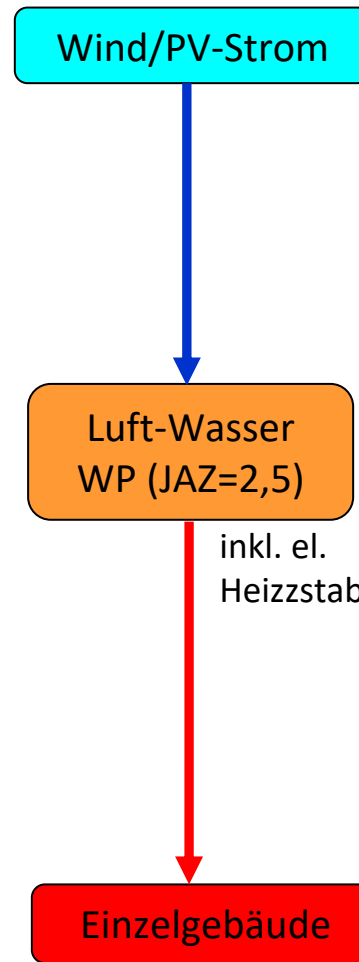 Wind/PV-Strom
Luft-Wasser
WP (JAZ=2,5)
inkl. el.
Heizzstab
Einzelgebäude